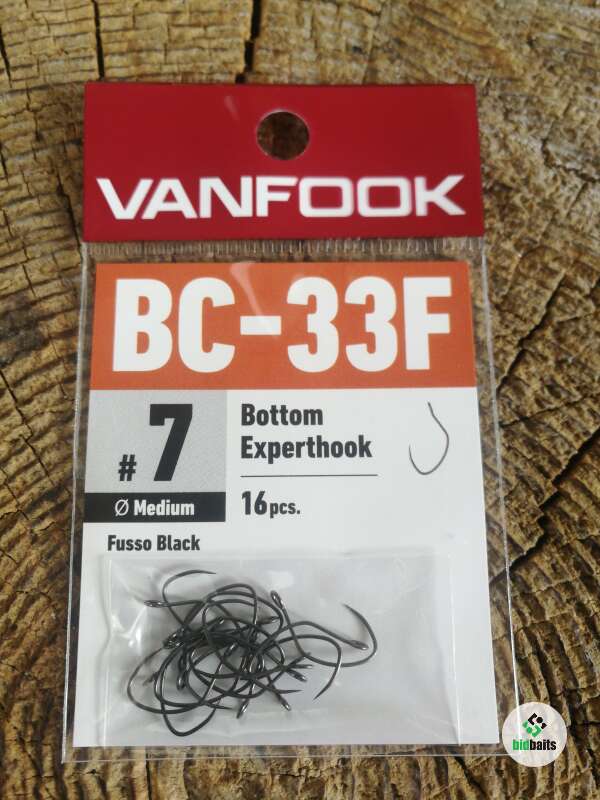 VANFOOK
BC-33F
#7
Ø Medium
Bottom
Experthook
16pcs.
Fusso Black
bidbaits